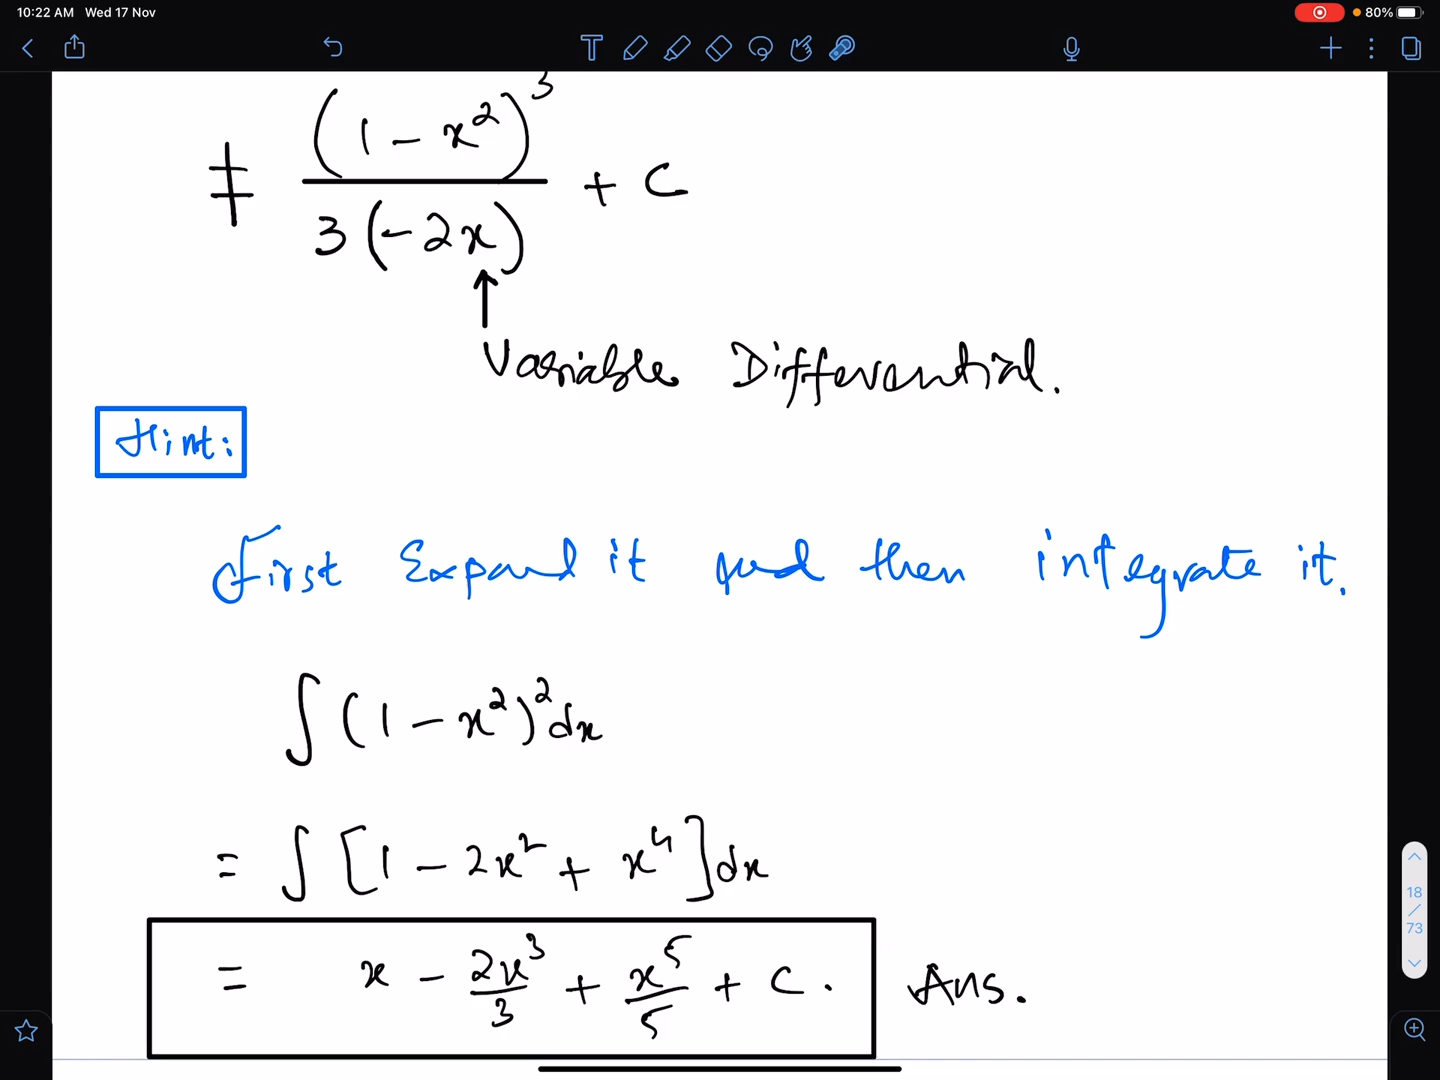 10:22 AM Wed 17 Nov
80%
≠ (1 - x²)³ / 3(-2x) + C
Variable Differential.
Hint:
First Expand it and then integrate it.
∫ (1 - x²)² dx
= ∫ [1 - 2x² + x⁴] dx
= x - 2x³/3 + x⁵/5 + C. Ans.
18
/
73